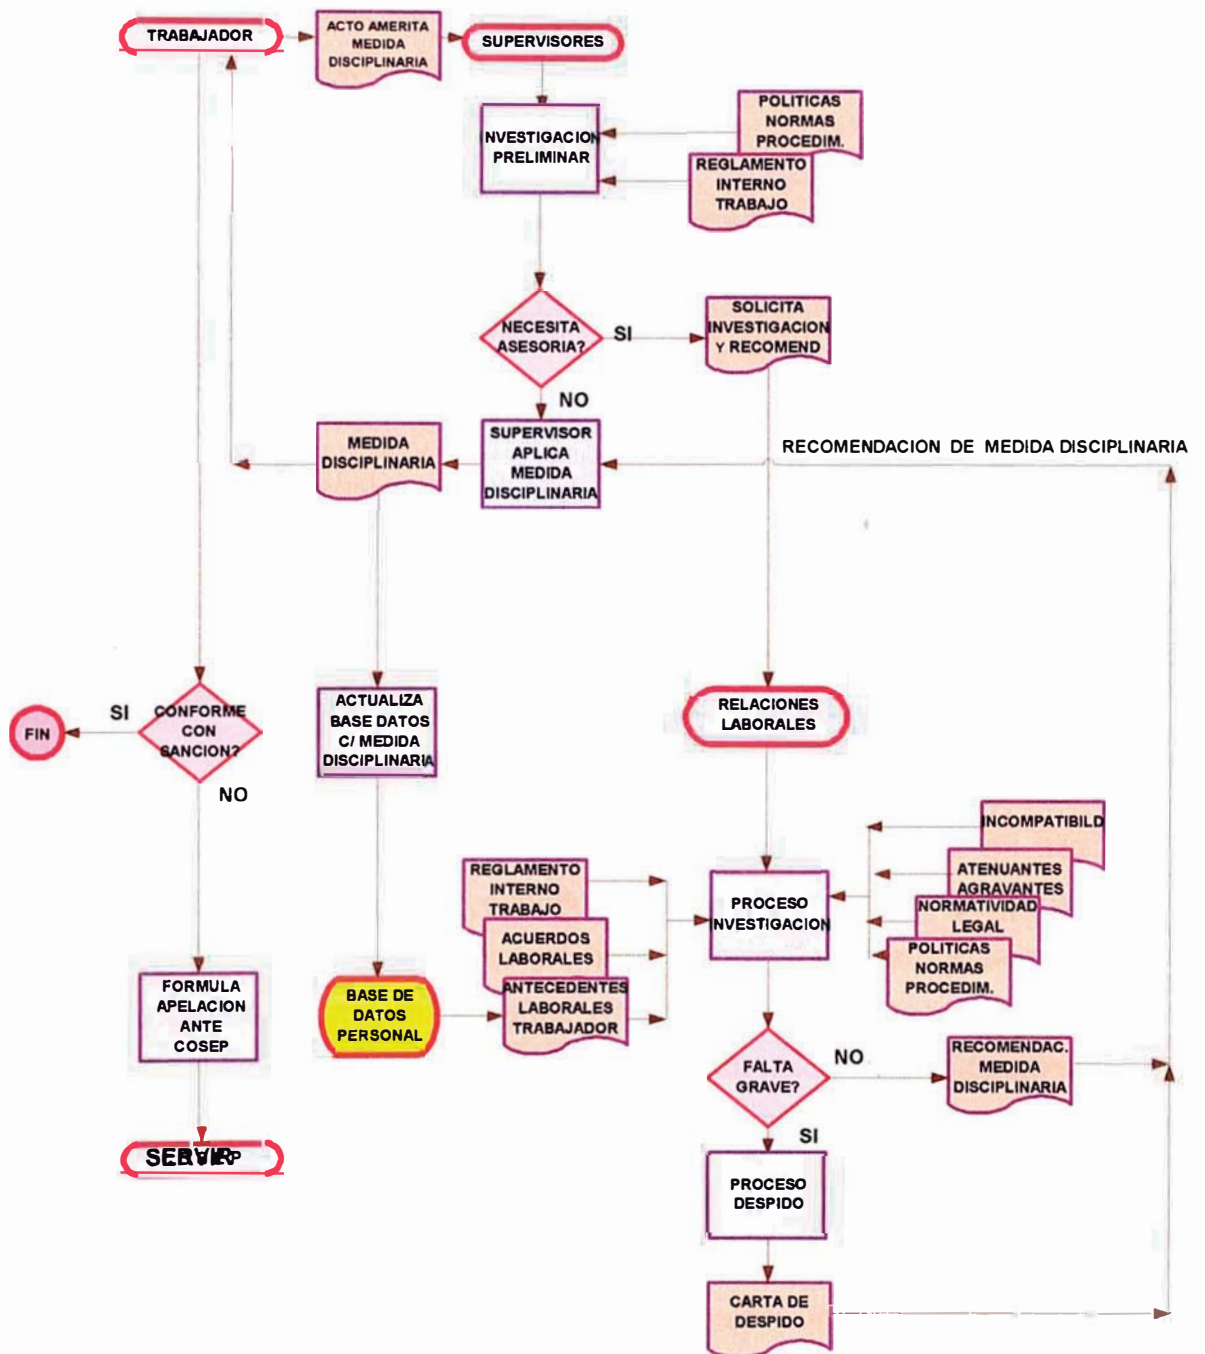 TRABAJADOR
ACTO AMERITA
MEDIDA
DISCIPLINARIA
SUPERVISORES
INVESTIGACION
PRELIMINAR
POLITICAS
NORMAS
PROCEDIM.
REGLAMENTO
INTERNO
TRABAJO
NECESITA
ASESORIA?
SI
SOLICITA
INVESTIGACION
Y RECOMEND
NO
MEDIDA
DISCIPLINARIA
SUPERVISOR
APLICA
MEDIDA
DISCIPLINARIA
RECOMENDACION DE MEDIDA DISCIPLINARIA
FIN
SI
CONFORME
CON
SANCION?
NO
ACTUALIZA
BASE DATOS
C/ MEDIDA
DISCIPLINARIA
RELACIONES
LABORALES
REGLAMENTO
INTERNO
TRABAJO
ACUERDOS
LABORALES
ANTECEDENTES
LABORALES
TRABAJADOR
PROCESO
INVESTIGACION
INCOMPATIBILD
ATENUANTES
AGRAVANTES
NORMATIVIDAD
LEGAL
POLITICAS
NORMAS
PROCEDIM.
FORMULA
APELACION
ANTE
COSEP
BASE DE
DATOS
PERSONAL
FALTA
GRAVE?
NO
RECOMENDAC.
MEDIDA
DISCIPLINARIA
SI
SERVIR
PROCESO
DESPIDO
CARTA DE
DESPIDO